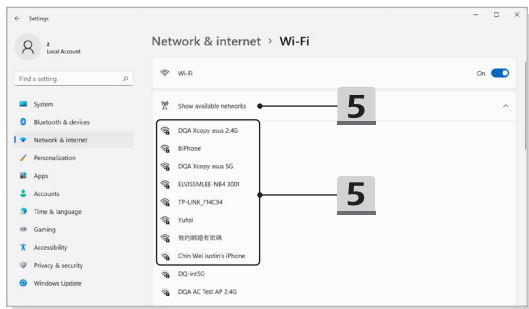 Settings
z
Local Account
Find a setting
System
Bluetooth & devices
Network & internet
Personalization
Apps
Accounts
Time & language
Gaming
Accessibility
Privacy & security
Windows Update
Network & internet > Wi-Fi
Wi-Fi
On
Show available networks
5
DQA Xcopy asus 2.4G
BiPhone
DQA Xcopy asus 5G
ELVISSMLEE-NB4 3001
TP-LINK_F14C94
Yuhsi
我的網路有密碼
Chin Wei Justin's iPhone
5
DQ-int5G
DQA AC Test AP 2.4G